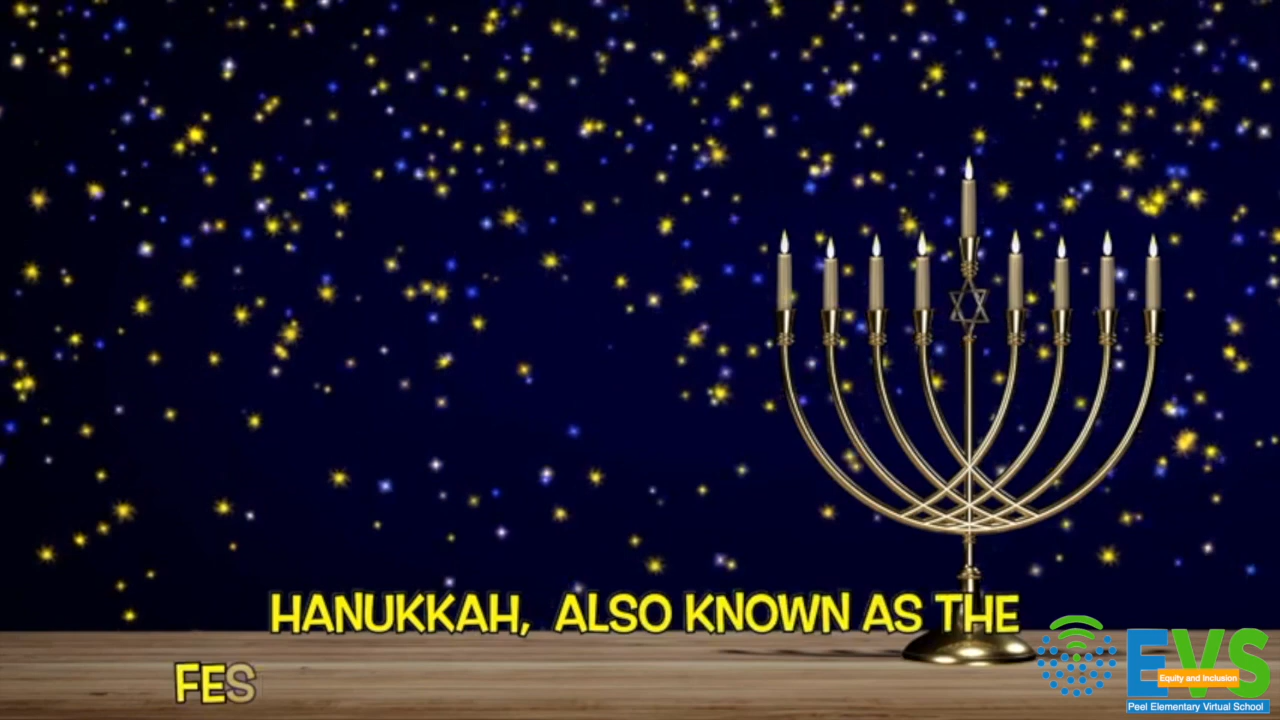 HANUKKAH, ALSO KNOWN AS THE
FES
EVS
Equity and Inclusion
Peel Elementary Virtual School